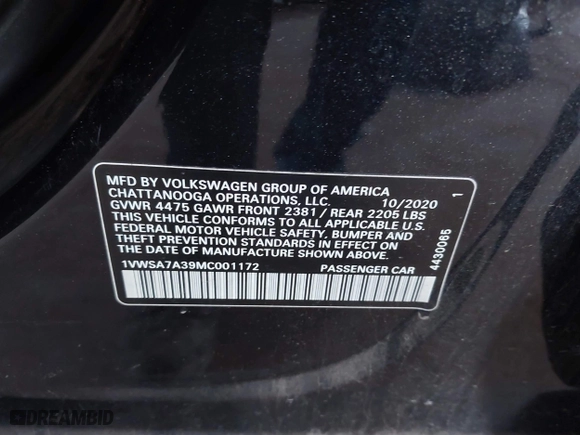 MFD BY VOLKSWAGEN GROUP OF AMERICA
CHATTANOOGA OPERATIONS, LLC. 10/2020 1
GVWR 4475 GAWR FRONT 2381 / REAR 2205 LBS
THIS VEHICLE CONFORMS TO ALL APPLICABLE
FEDERAL MOTOR VEHICLE SAFETY, BUMPER AND
THEFT PREVENTION STANDARDS IN EFFECT ON
THE DATE OF MANUFACTURE SHOWN ABOVE.
1VWSA7A39MC001172 PASSENGER CAR
4430065
DREAMBID